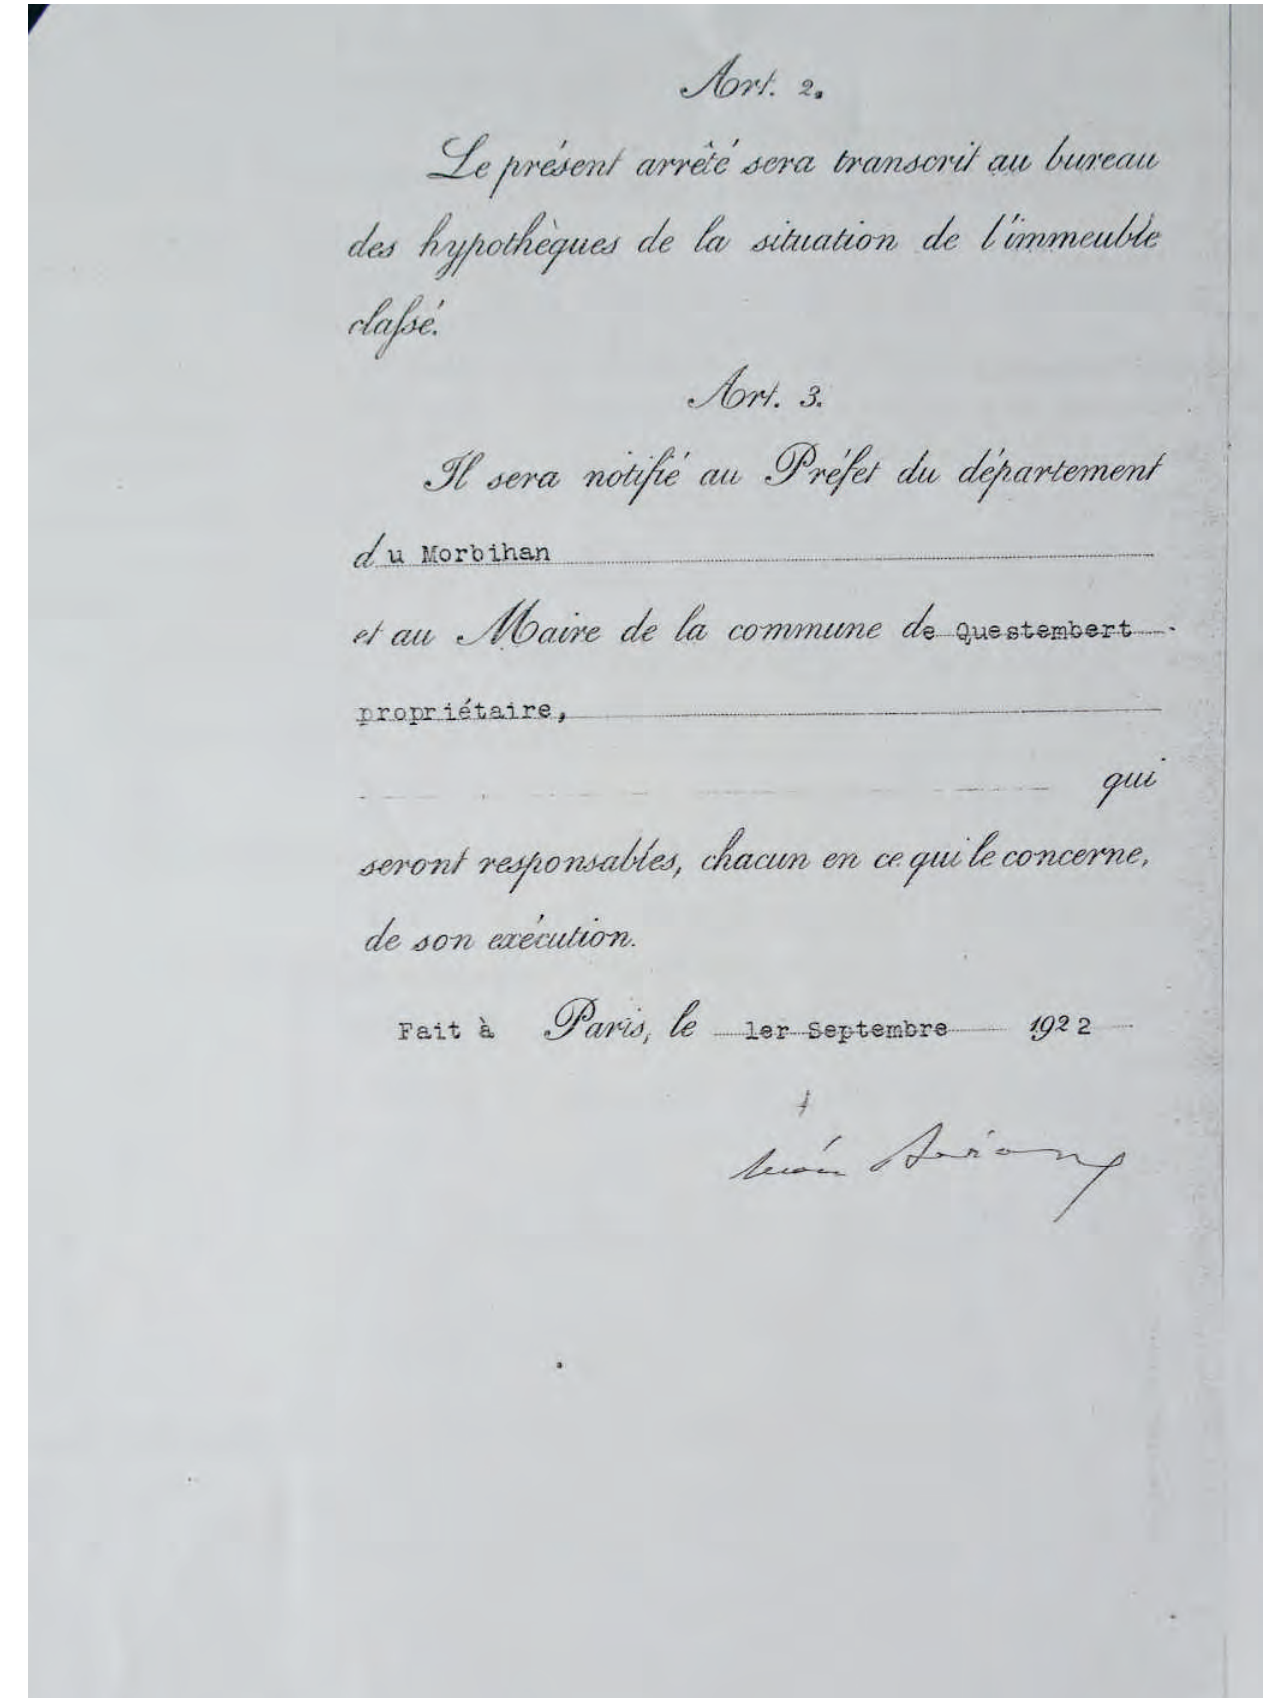 Art. 2.
Le présent arrêté sera transcrit au bureau
des hypothèques de la situation de l'immeuble
classé.
Art. 3.
Il sera notifié au Préfet du département
du Morbihan
et au Maire de la commune de Questembert
propriétaire,
qui
seront responsables, chacun en ce qui le concerne,
de son exécution.
Fait à Paris, le 1er Septembre 1922